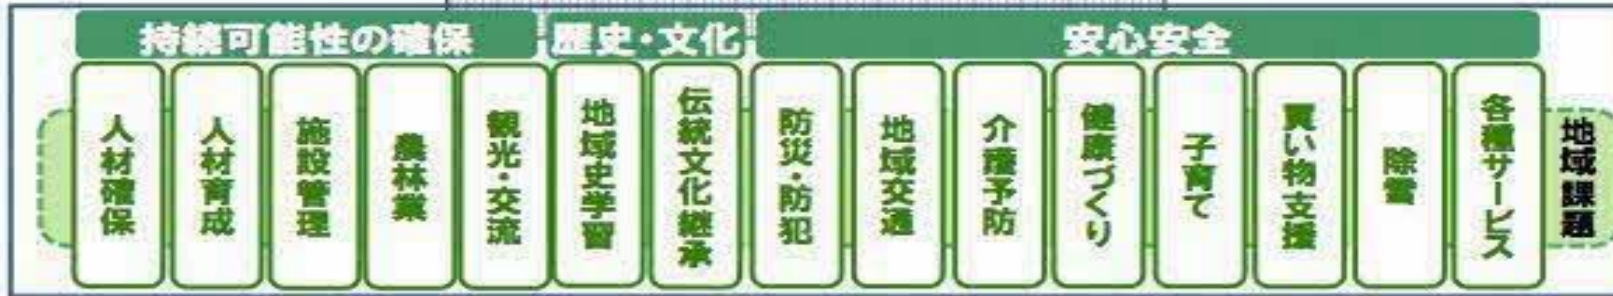 持続可能性の確保
歴史・文化
安心安全
人材確保
人材育成
施設管理
農林業
観光・交流
地域史学習
伝統文化継承
防災・防犯
地域交通
介護予防
健康づくり
子育て
買い物支援
除雪
各種サービス
地域課題